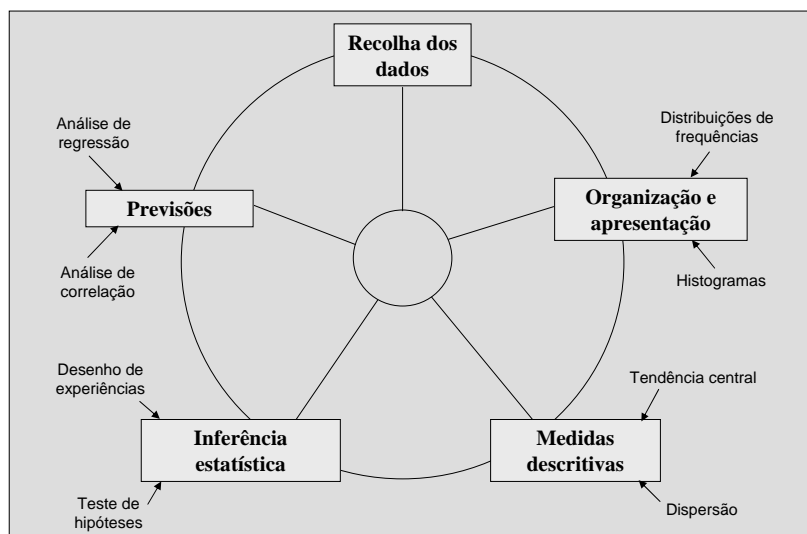 Recolha dos
dados
Distribuições de
frequências
Organização e
apresentação
Histogramas
Tendência central
Medidas
descritivas
Dispersão
Desenho de
experiências
Inferência
estatística
Teste de
hipóteses
Análise de
regressão
Previsões
Análise de
correlação